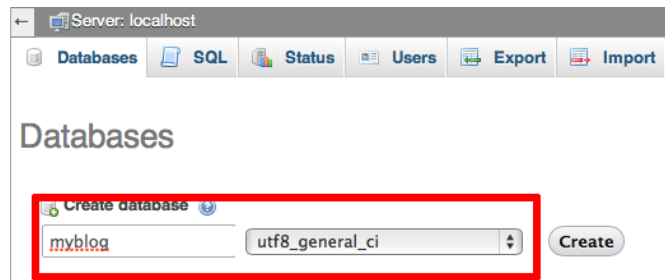 ← Server: localhost
Databases SQL Status Users Export Import
Databases
Create database
myblog utf8_general_ci Create